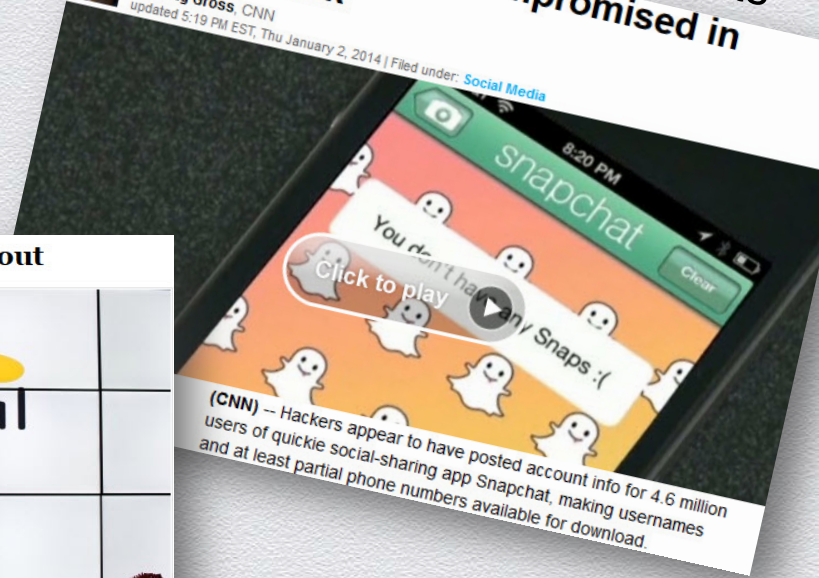 promised in
Gross, CNN
updated 5:19 PM EST, Thu January 2, 2014 | Filed under: Social Media
8:20 PM
snapchat
Clear
You don't have any Snaps :(
Click to play
(CNN) -- Hackers appear to have posted account info for 4.6 million
users of quickie social-sharing app Snapchat, making usernames
and at least partial phone numbers available for download.
out